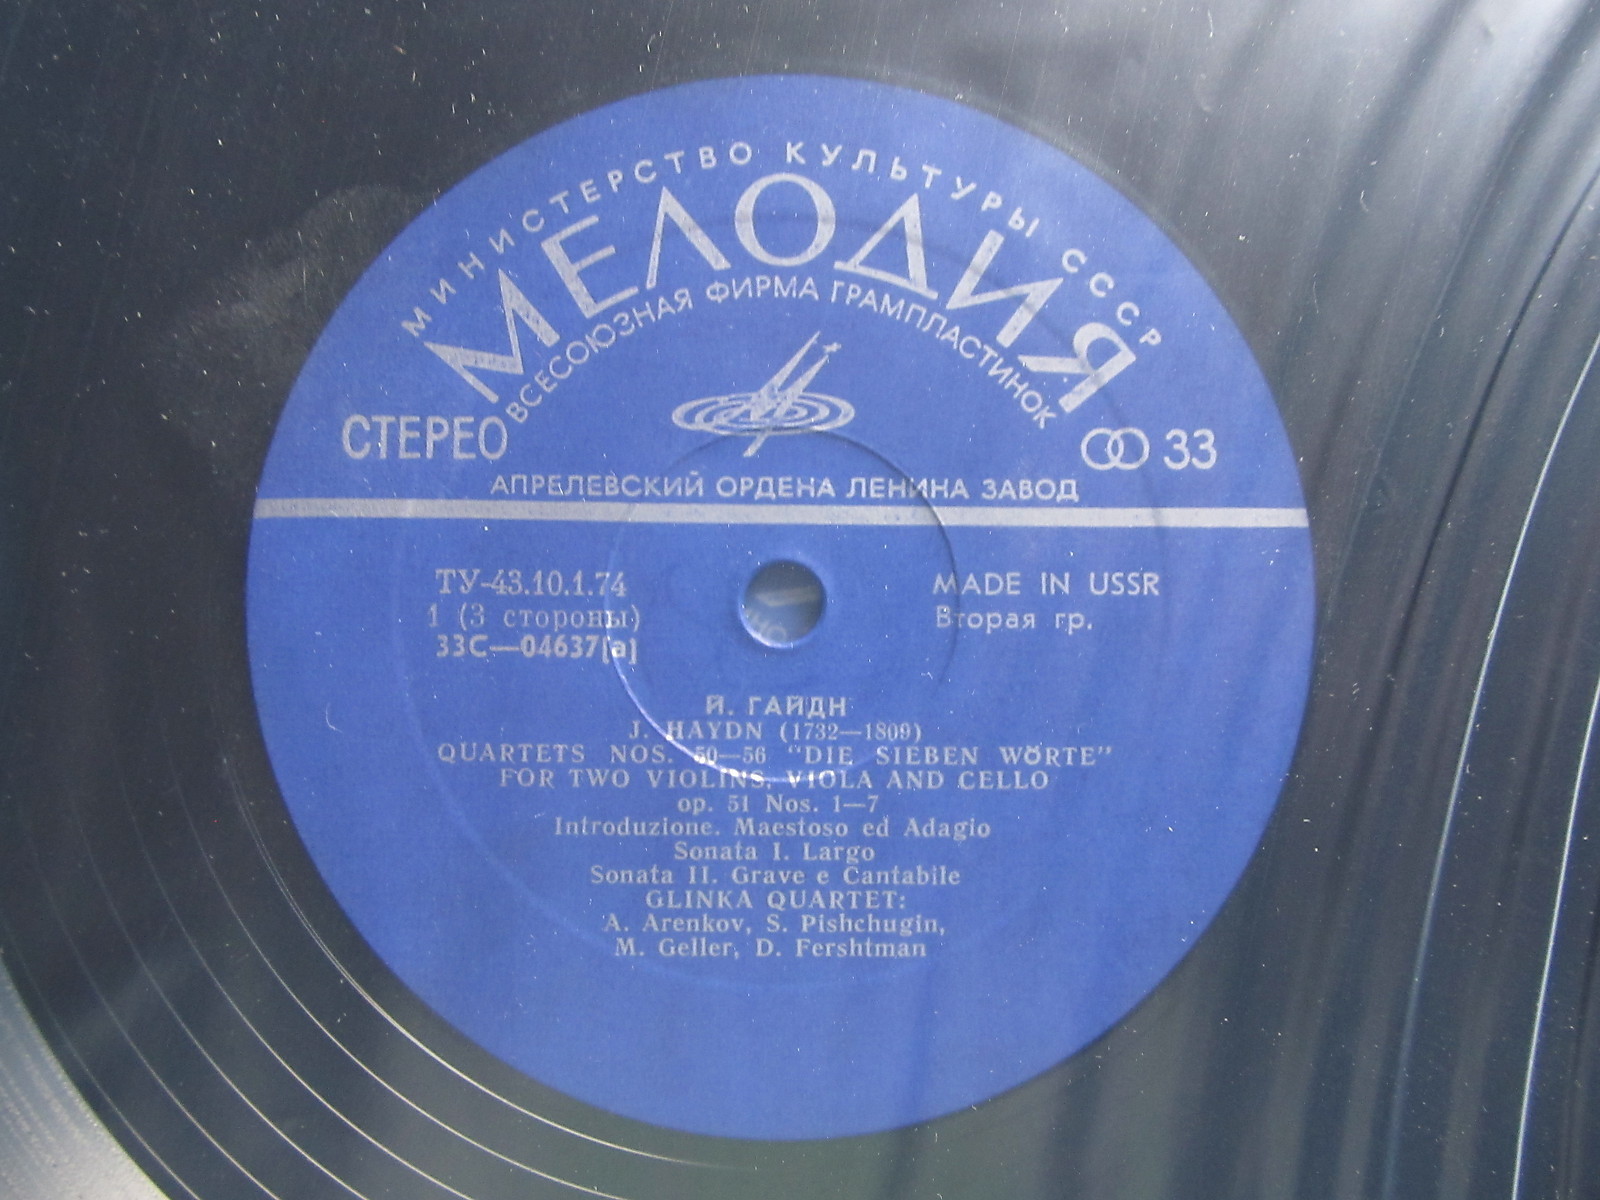 МИНИСТЕРСТВО КУЛЬТУРЫ СССР
МЕЛОДИЯ
ВСЕСОЮЗНАЯ ФИРМА ГРАМПЛАСТИНОК
СТЕРЕО
33
АПРЕЛЕВСКИЙ ОРДЕНА ЛЕНИНА ЗАВОД
ТУ-43.10.1.74
1 (3 стороны)
33С—04637(а)
MADE IN USSR
Вторая гр.
Й. ГАЙДН
J. HAYDN (1732—1809)
QUARTETS NOS. 50—56 "DIE SIEBEN WÖRTE"
FOR TWO VIOLINS, VIOLA AND CELLO
op. 51 Nos. 1—7
Introduzione. Maestoso ed Adagio
Sonata I. Largo
Sonata II. Grave e Cantabile
GLINKA QUARTET:
A. Arenkov, S. Pishchugin,
M. Geller, D. Fershtman